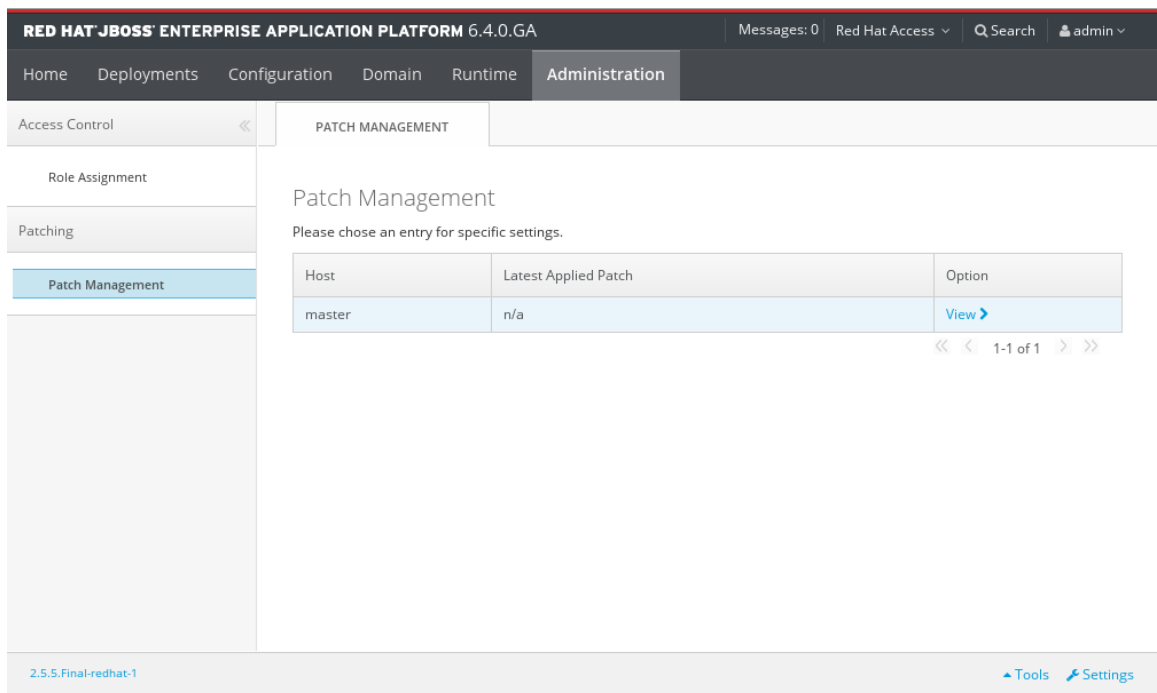 RED HAT JBOSS ENTERPRISE APPLICATION PLATFORM 6.4.0.GA Messages: 0 Red Hat Access Search admin
Home Deployments Configuration Domain Runtime Administration
Access Control PATCH MANAGEMENT
Role Assignment
Patch Management
Patching
Please chose an entry for specific settings.
Host Latest Applied Patch Option
Patch Management
master n/a View
1-1 of 1
2.5.5.Final-redhat-1 Tools Settings